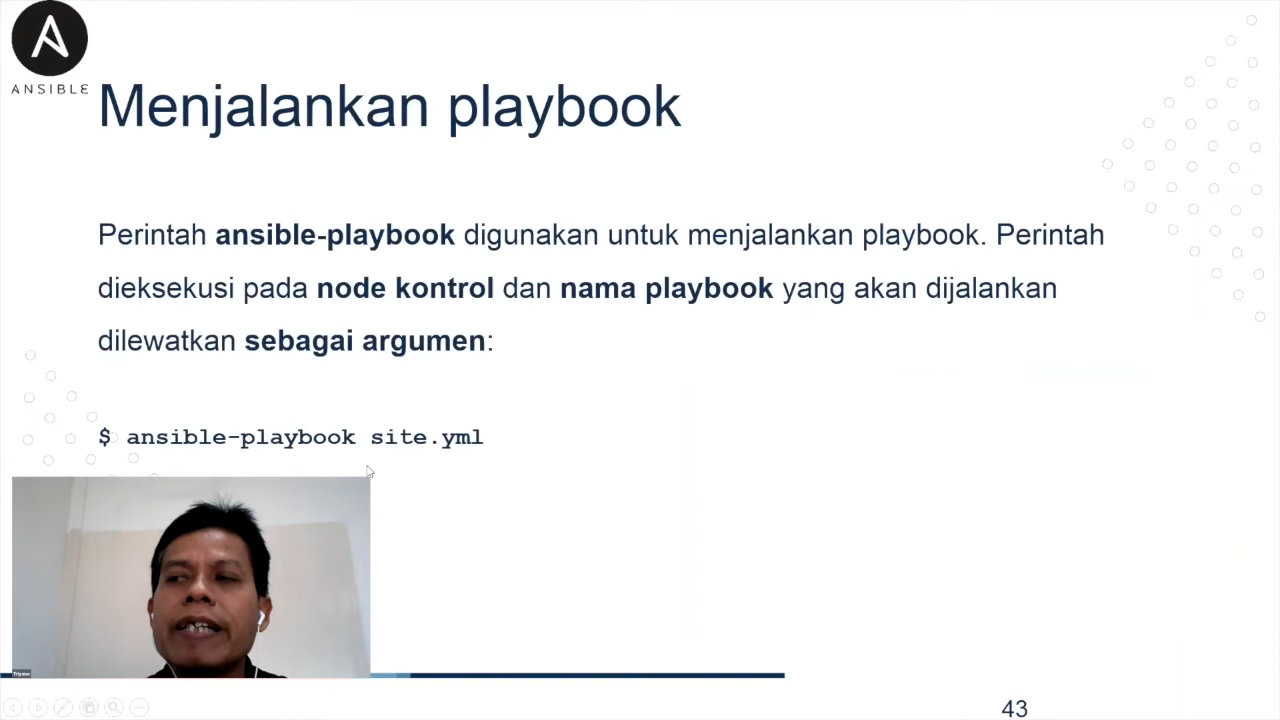 ANSIBLE
Menjalankan playbook
Perintah ansible-playbook digunakan untuk menjalankan playbook. Perintah
dieksekusi pada node kontrol dan nama playbook yang akan dijalankan
dilewatkan sebagai argumen:
$ ansible-playbook site.yml
Triyono
43